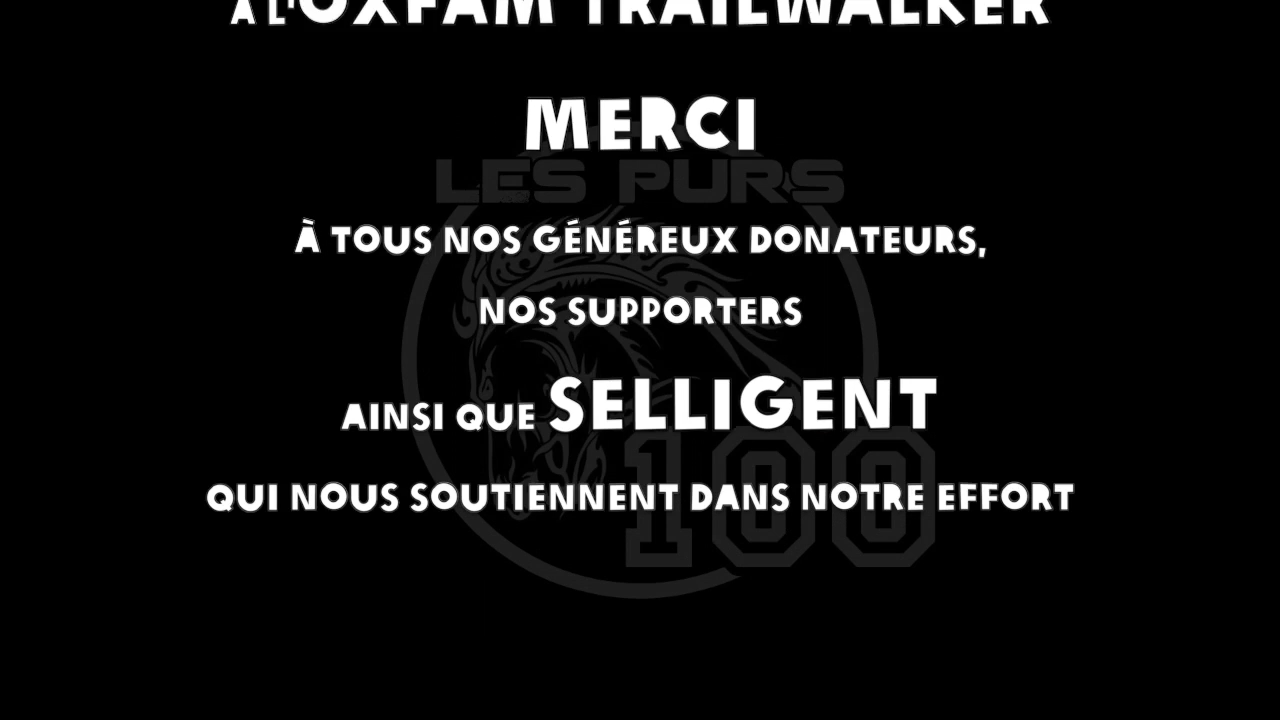 À L'OXFAM TRAILWALKER
MERCI
LES PURS
À TOUS NOS GÉNÉREUX DONATEURS,
NOS SUPPORTERS
AINSI QUE SELLIGENT
100
QUI NOUS SOUTIENNENT DANS NOTRE EFFORT